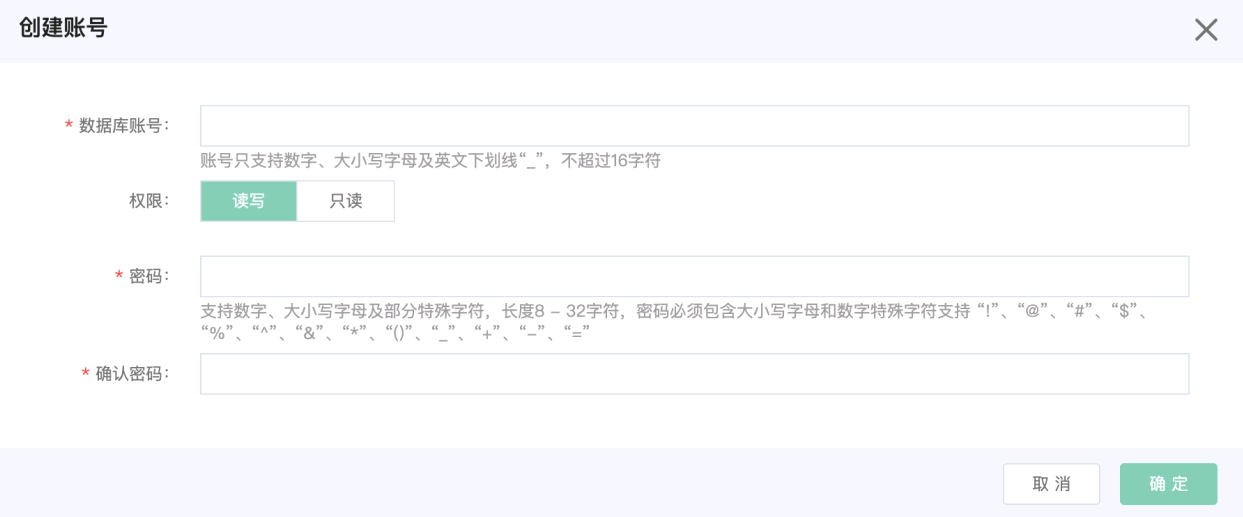 创建账号
* 数据库账号：
账号只支持数字、大小写字母及英文下划线“_”，不超过16字符
权限： 读写 只读
* 密码：
支持数字、大小写字母及部分特殊字符，长度8 - 32字符，密码必须包含大小写字母和数字特殊字符支持 “!”、“@”、“#”、“$”、
“%”、“^”、“&”、“*”、“()”、“_”、“+”、“-”、“=”
* 确认密码：
取 消 确 定